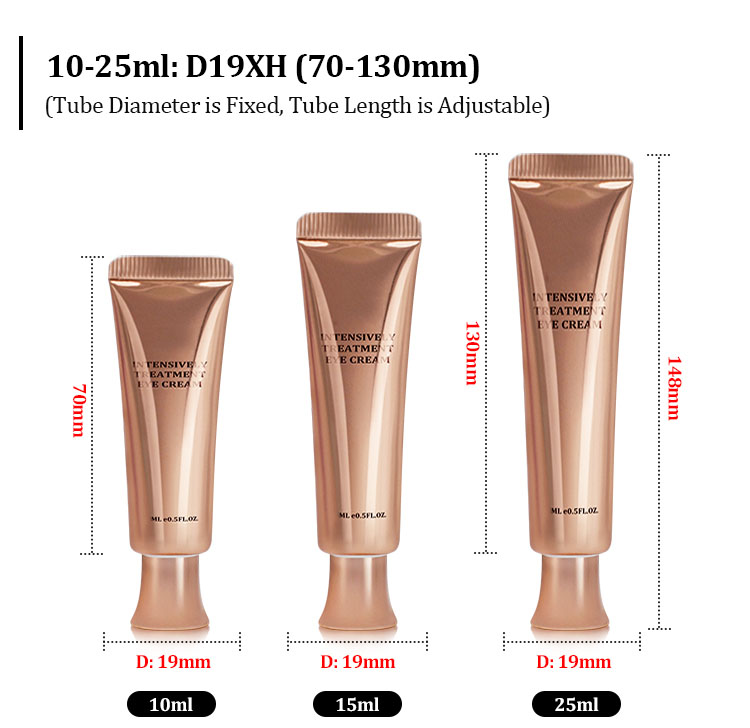 10-25ml: D19XH (70-130mm)
(Tube Diameter is Fixed, Tube Length is Adjustable)
70mm
INTENSIVELY
TREATMENT
EYE CREAM
ML e0.5FL.OZ.
INTENSIVELY
TREATMENT
EYE CREAM
ML e0.5FL.OZ.
130mm
INTENSIVELY
TREATMENT
EYE CREAM
ML e0.5FL.OZ.
148mm
D: 19mm
D: 19mm
D: 19mm
10ml
15ml
25ml